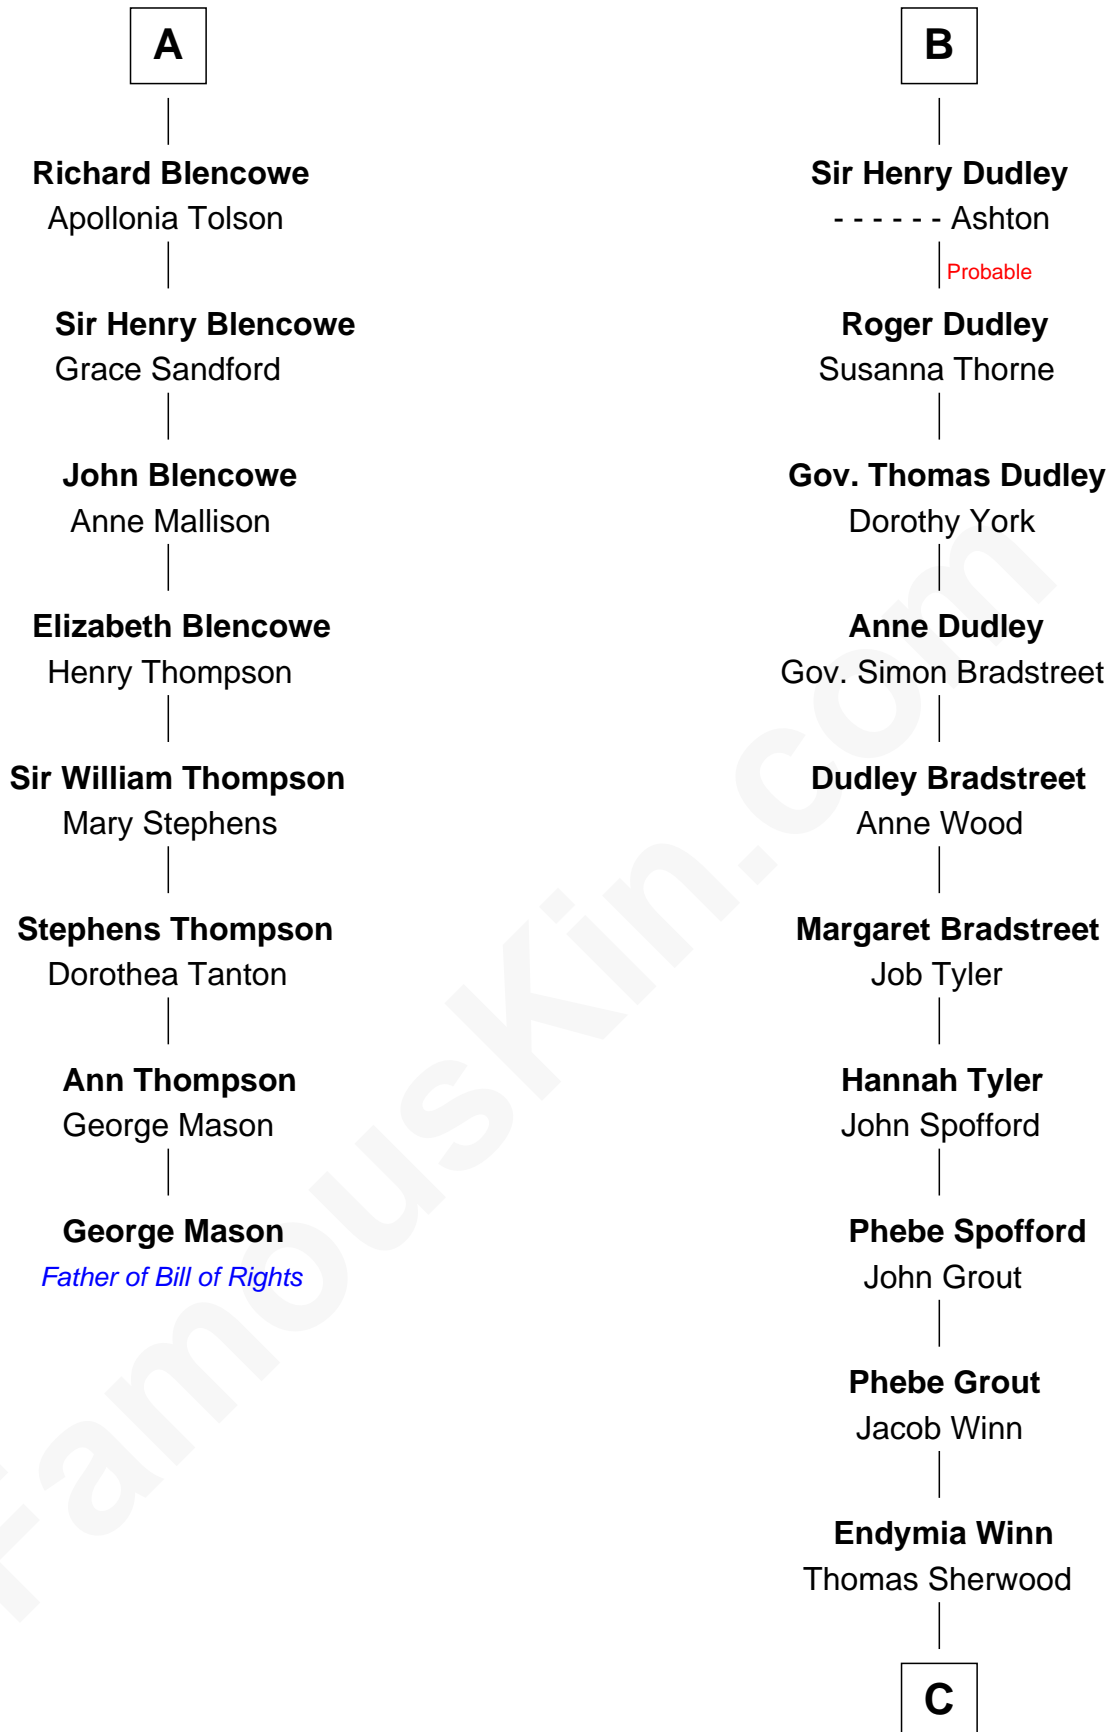 A
Richard Blencowe
Apollonia Tolson
Sir Henry Blencowe
Grace Sandford
John Blencowe
Anne Mallison
Elizabeth Blencowe
Henry Thompson
Sir William Thompson
Mary Stephens
Stephens Thompson
Dorothea Tanton
Ann Thompson
George Mason
George Mason
Father of Bill of Rights
B
Sir Henry Dudley
- - - - - - Ashton
Probable
Roger Dudley
Susanna Thorne
Gov. Thomas Dudley
Dorothy York
Anne Dudley
Gov. Simon Bradstreet
Dudley Bradstreet
Anne Wood
Margaret Bradstreet
Job Tyler
Hannah Tyler
John Spofford
Phebe Spofford
John Grout
Phebe Grout
Jacob Winn
Endymia Winn
Thomas Sherwood
C
FamousKin.com